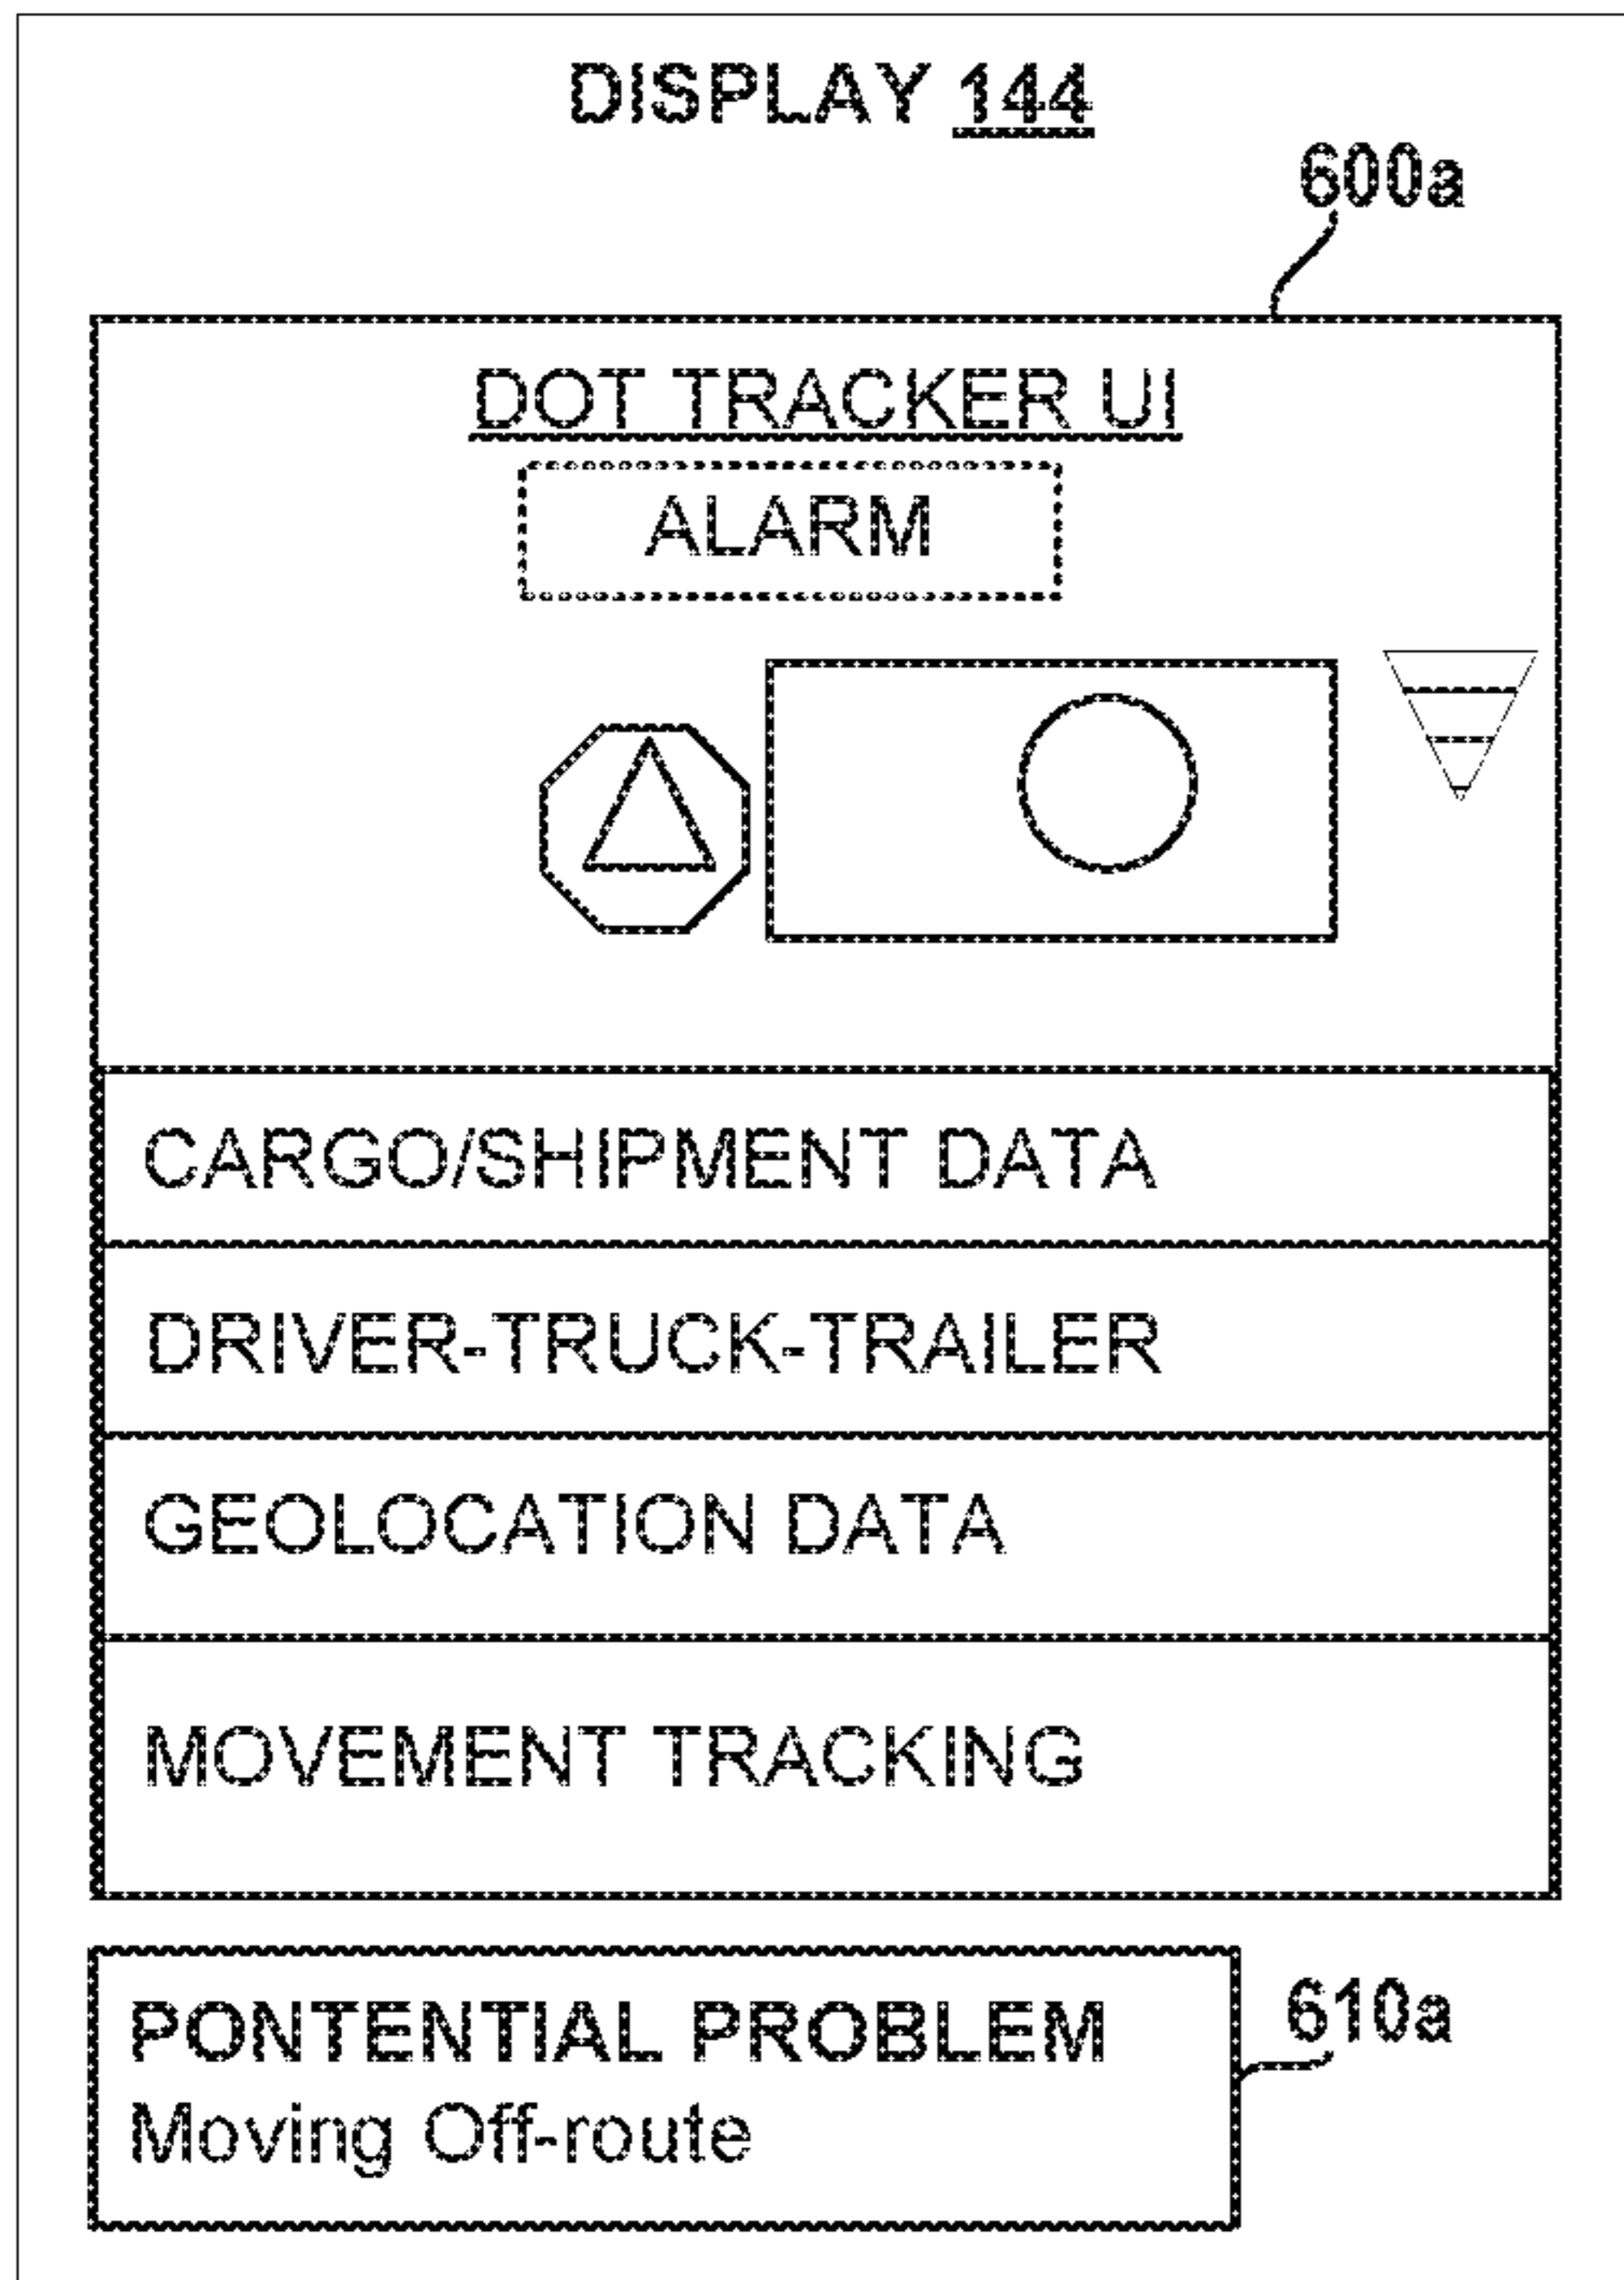 DISPLAY 144
600a
DOT TRACKER UI
ALARM
CARGO/SHIPMENT DATA
DRIVER-TRUCK-TRAILER
GEOLOCATION DATA
MOVEMENT TRACKING
PONTENTIAL PROBLEM
610a
Moving Off-route